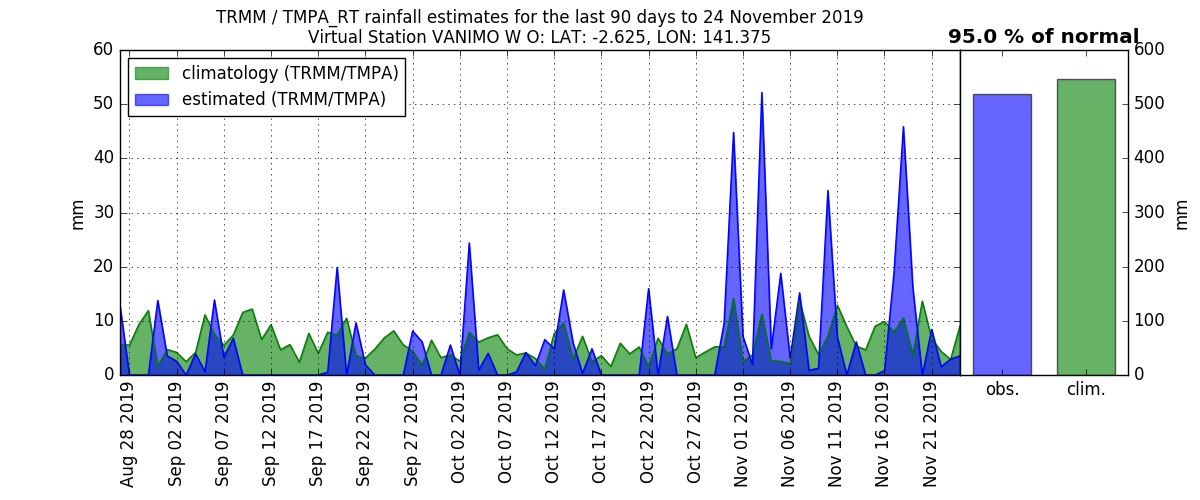 TRMM / TMPA_RT rainfall estimates for the last 90 days to 24 November 2019
Virtual Station VANIMO W O: LAT: -2.625, LON: 141.375
95.0 % of normal
climatology (TRMM/TMPA)
estimated (TRMM/TMPA)
60
50
40
30
20
10
0
mm
600
500
400
300
200
100
0
mm
Aug 28 2019
Sep 02 2019
Sep 07 2019
Sep 12 2019
Sep 17 2019
Sep 22 2019
Sep 27 2019
Oct 02 2019
Oct 07 2019
Oct 12 2019
Oct 17 2019
Oct 22 2019
Oct 27 2019
Nov 01 2019
Nov 06 2019
Nov 11 2019
Nov 16 2019
Nov 21 2019
obs.
clim.